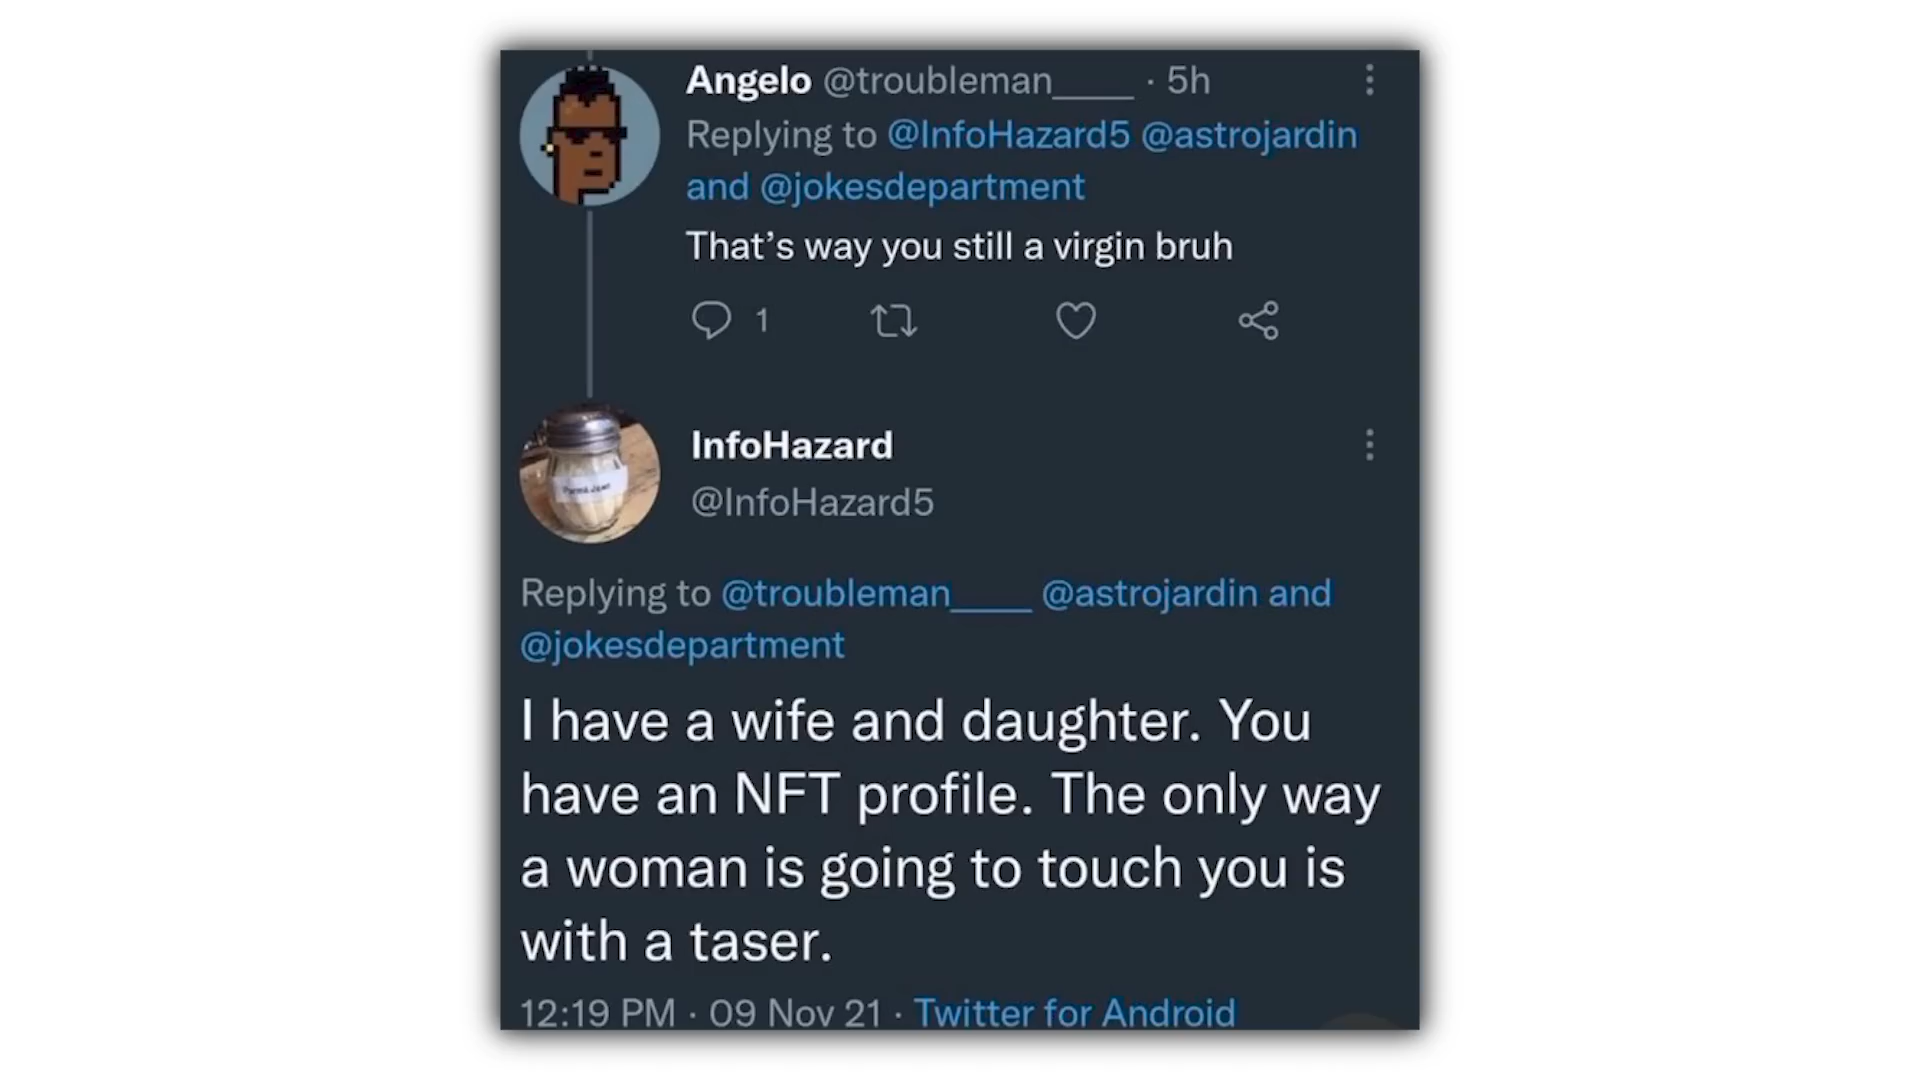 Angelo @troubleman____ · 5h
Replying to @InfoHazard5 @astrojardin
and @jokesdepartment
That's way you still a virgin bruh
1
InfoHazard
@InfoHazard5
Replying to @troubleman____ @astrojardin and
@jokesdepartment
I have a wife and daughter. You
have an NFT profile. The only way
a woman is going to touch you is
with a taser.
12:19 PM · 09 Nov 21 · Twitter for Android